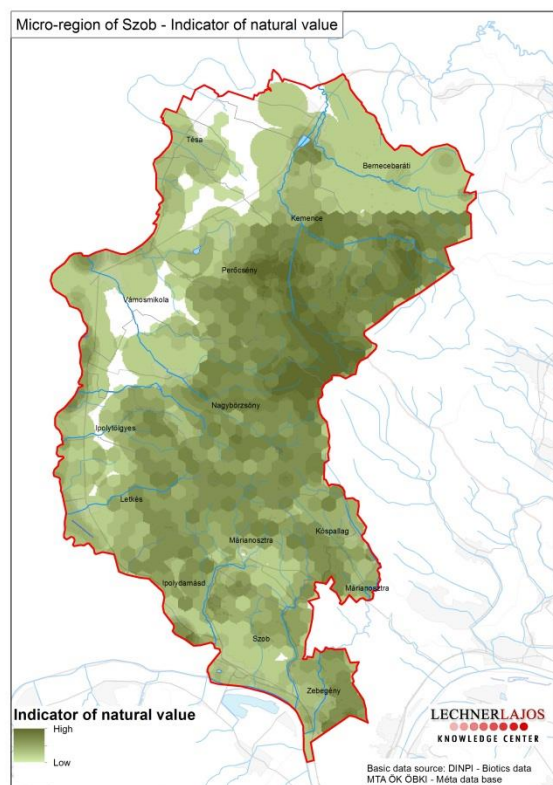 Micro-region of Szob - Indicator of natural value
Tésa
Bernecebaráti
Kemence
Perőcsény
Vámosmikola
Nagybörzsöny
Ipolytölgyes
Letkés
Kóspallag
Márianosztra
Ipolydamásd
Márianosztra
Szob
Zebegény
Indicator of natural value
High
Low
LECHNERLAJOS
KNOWLEDGE CENTER
Basic data source: DINPI - Biotics data
MTA ÖK ÖBKI - Méta data base